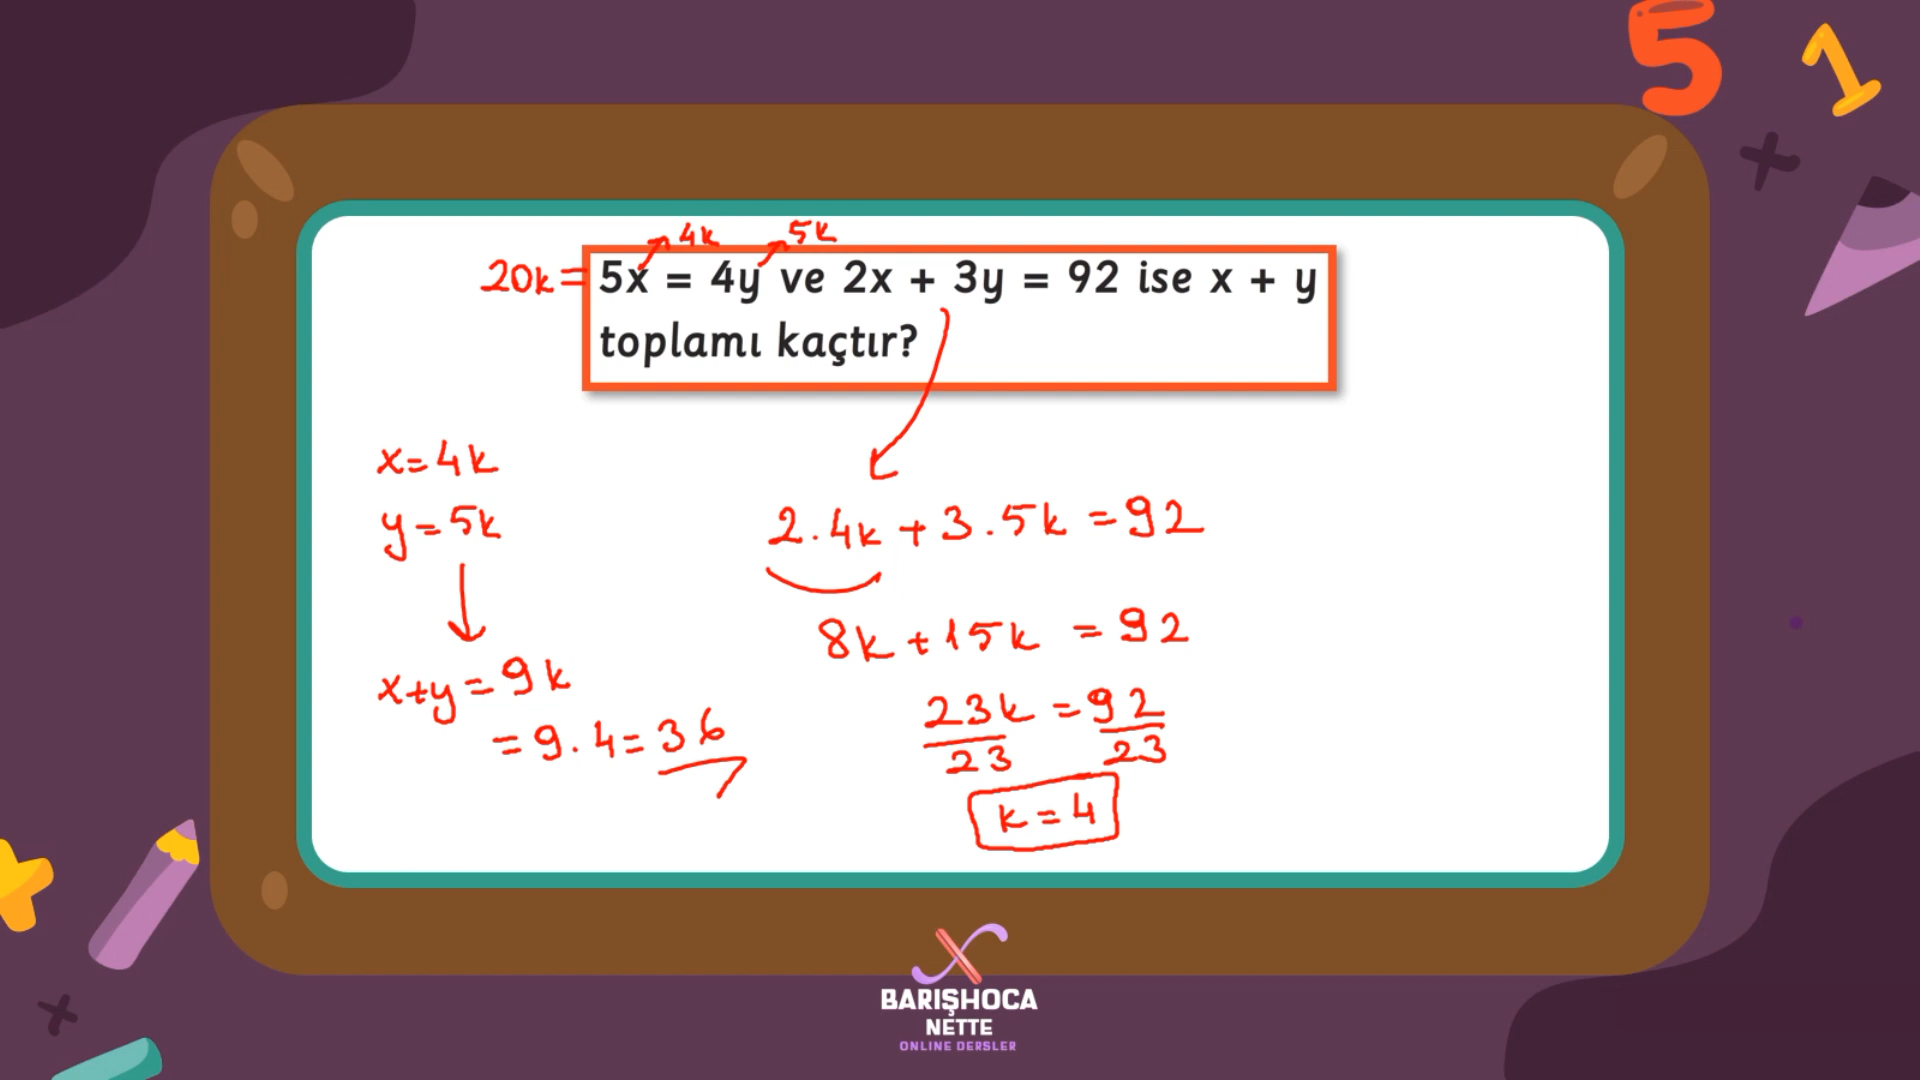 4k 5k
20k = 5x = 4y ve 2x + 3y = 92 ise x + y
toplamı kaçtır?
x = 4k
y = 5k
x+y = 9k
= 9.4 = 36
2.4k + 3.5k = 92
8k + 15k = 92
23k = 92
23 23
k = 4
5
1
BARIŞHOCA
NETTE
ONLINE DERSLER